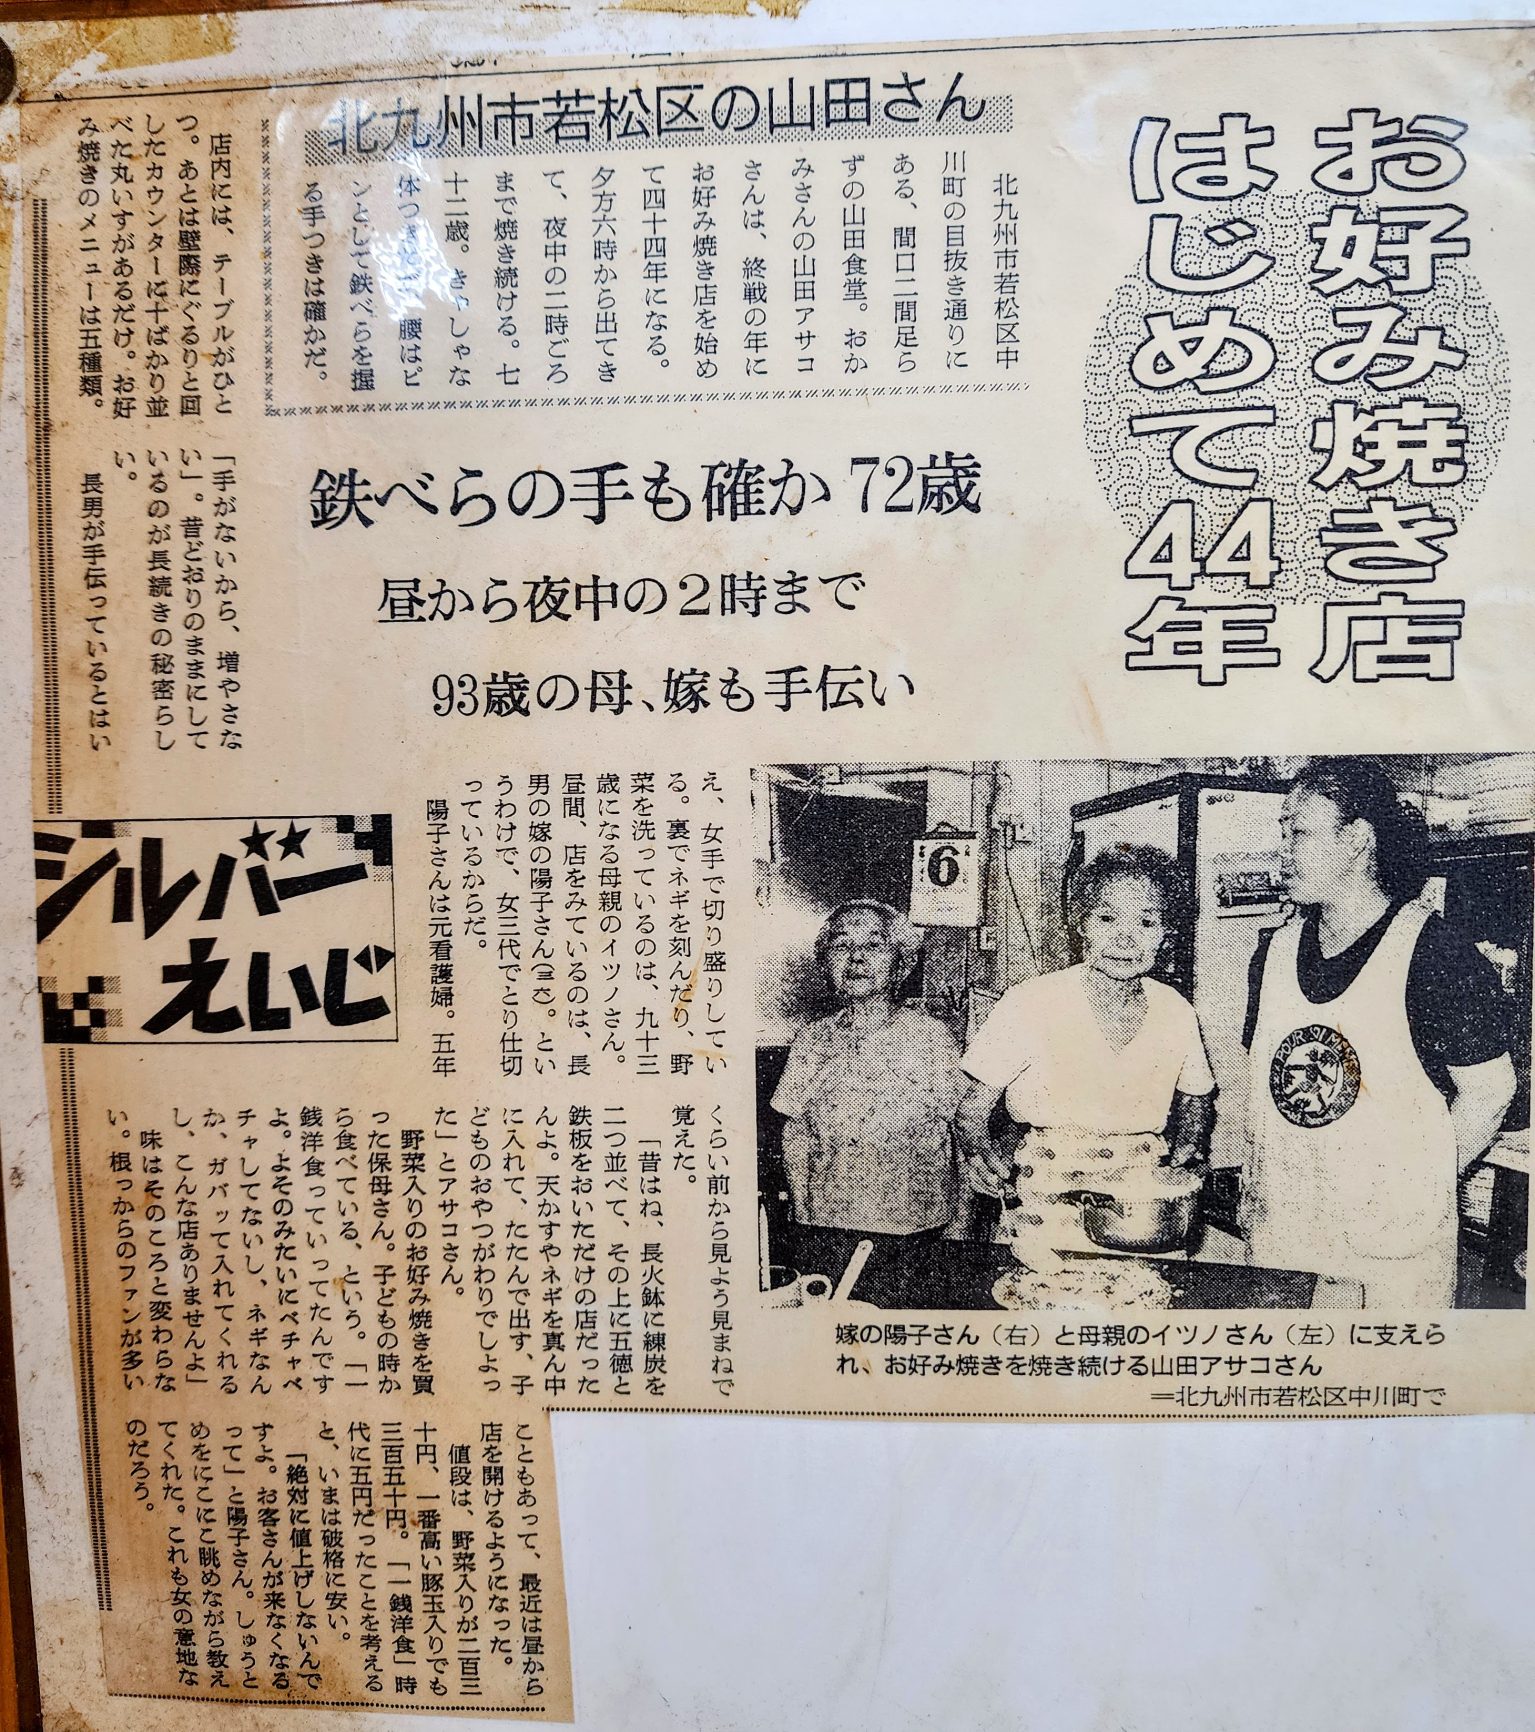 お好み焼き店
はじめて44年
北九州市若松区の山田さん
北九州市若松区中
川町の目抜き通りに
ある、間口二間足ら
ずの山田食堂。おか
みさんの山田アサコ
さんは、終戦の年に
お好み焼き店を始め
て四十四年になる。
夕方六時から出てき
て、夜中の二時ごろ
まで焼き続ける。七
十二歳。きゃしゃな
体つき 腰はピ
ンとして鉄べらを握
る手つきは確かだ。
鉄べらの手も確か 72歳
昼から夜中の2時まで
93歳の母、嫁も手伝い
店内には、テーブルがひと
つ。あとは壁際にぐるりと回
したカウンターに十ばかり並
べた丸いすがあるだけ。お好
み焼きのメニューは五種類。
「手がないから、増やさな
い」。昔どおりのままにして
いるのが長続きの秘密らし
い。
長男が手伝っているとはい
え、女手で切り盛りしてい
る。裏でネギを刻んだり、野
菜を洗っているのは、九十三
歳になる母親のイツノさん。
昼間、店をみているのは、長
男の嫁の陽子さん(三六)。とい
うわけで、女三代でとり仕切
っているからだ。
陽子さんは元看護婦。五年
くらい前から見よう見まねで
覚えた。
「昔はね、長火鉢に練炭を
二つ並べて、その上に五徳と
鉄板をおいただけの店だった
んよ。天かすやネギを真ん中
に入れて、たたんで出す、子
どものおやつがわりでしよっ
た」とアサコさん。
野菜入りのお好み焼きを買
った保母さん。子どもの時か
ら食べている、という。「一
銭洋食っていってたんです
よ。よそのみたいにベチャベ
チャしてないし、ネギなん
か、ガバッて入れてくれる
し、こんな店ありませんよ」
味はそのころと変わらな
い。根っからのファンが多い
こともあって、最近は昼から
店を開けるようになった。
値段は、野菜入りが二百三
十円、一番高い豚玉入りでも
三百五十円。「一銭洋食」時
代に五円だったことを考える
と、いまは破格に安い。
「絶対に値上げしないんで
すよ。お客さんが来なくなる
って」と陽子さん。しゅうと
めをにこにこ眺めながら教え
てくれた。これも女の意地な
のだろう。
シルバー
えいじ
6
POUR
嫁の陽子さん（右）と母親のイツノさん（左）に支えら
れ、お好み焼きを焼き続ける山田アサコさん
＝北九州市若松区中川町で